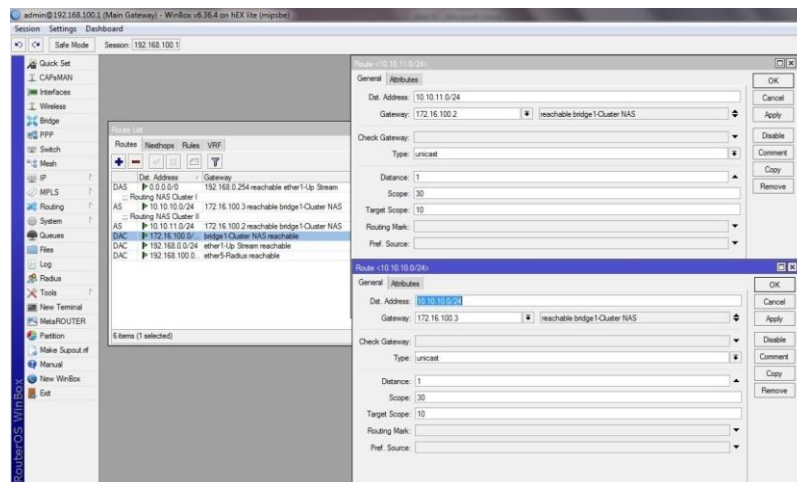 admin@192.168.100.1 (Main Gateway) - WinBox v6.36.4 on hEX lite (mipsbe)
Session Settings Dashboard
Safe Mode Session: 192.168.100.1
Quick Set
CAPsMAN
Interfaces
Wireless
Bridge
PPP
Switch
Mesh
IP
MPLS
Routing
System
Queues
Files
Log
Radius
Tools
New Terminal
MetaROUTER
Partition
Make Supout.rif
Manual
New WinBox
Exit
RouterOS WinBox
Route List
Routes Nexthops Rules VRF
Dst. Address Gateway
DAS 0.0.0.0/0 192.168.0.254 reachable ether1-Up Stream
::: Routing NAS Cluster I
AS 10.10.10.0/24 172.16.100.3 reachable bridge1-Cluster NAS
::: Routing NAS Cluster II
AS 10.10.11.0/24 172.16.100.2 reachable bridge1-Cluster NAS
DAC 172.16.100.0/... bridge1-Cluster NAS reachable
DAC 192.168.0.0/24 ether1-Up Stream reachable
DAC 192.168.100.0... ether5-Radius reachable
6 items (1 selected)
Route <10.10.11.0/24>
General Attributes
Dst. Address: 10.10.11.0/24
Gateway: 172.16.100.2 reachable bridge1-Cluster NAS
Check Gateway:
Type: unicast
Distance: 1
Scope: 30
Target Scope: 10
Routing Mark:
Pref. Source:
OK
Cancel
Apply
Disable
Comment
Copy
Remove
Route <10.10.10.0/24>
General Attributes
Dst. Address: 10.10.10.0/24
Gateway: 172.16.100.3 reachable bridge1-Cluster NAS
Check Gateway:
Type: unicast
Distance: 1
Scope: 30
Target Scope: 10
Routing Mark:
Pref. Source:
OK
Cancel
Apply
Disable
Comment
Copy
Remove